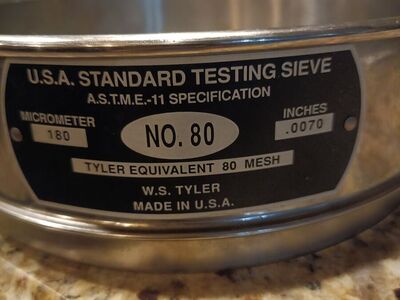 U.S.A. STANDARD TESTING SIEVE
A.S.T.M.E.-11 SPECIFICATION
MICROMETER
180
NO. 80
INCHES
.0070
TYLER EQUIVALENT 80 MESH
W.S. TYLER
MADE IN U.S.A.